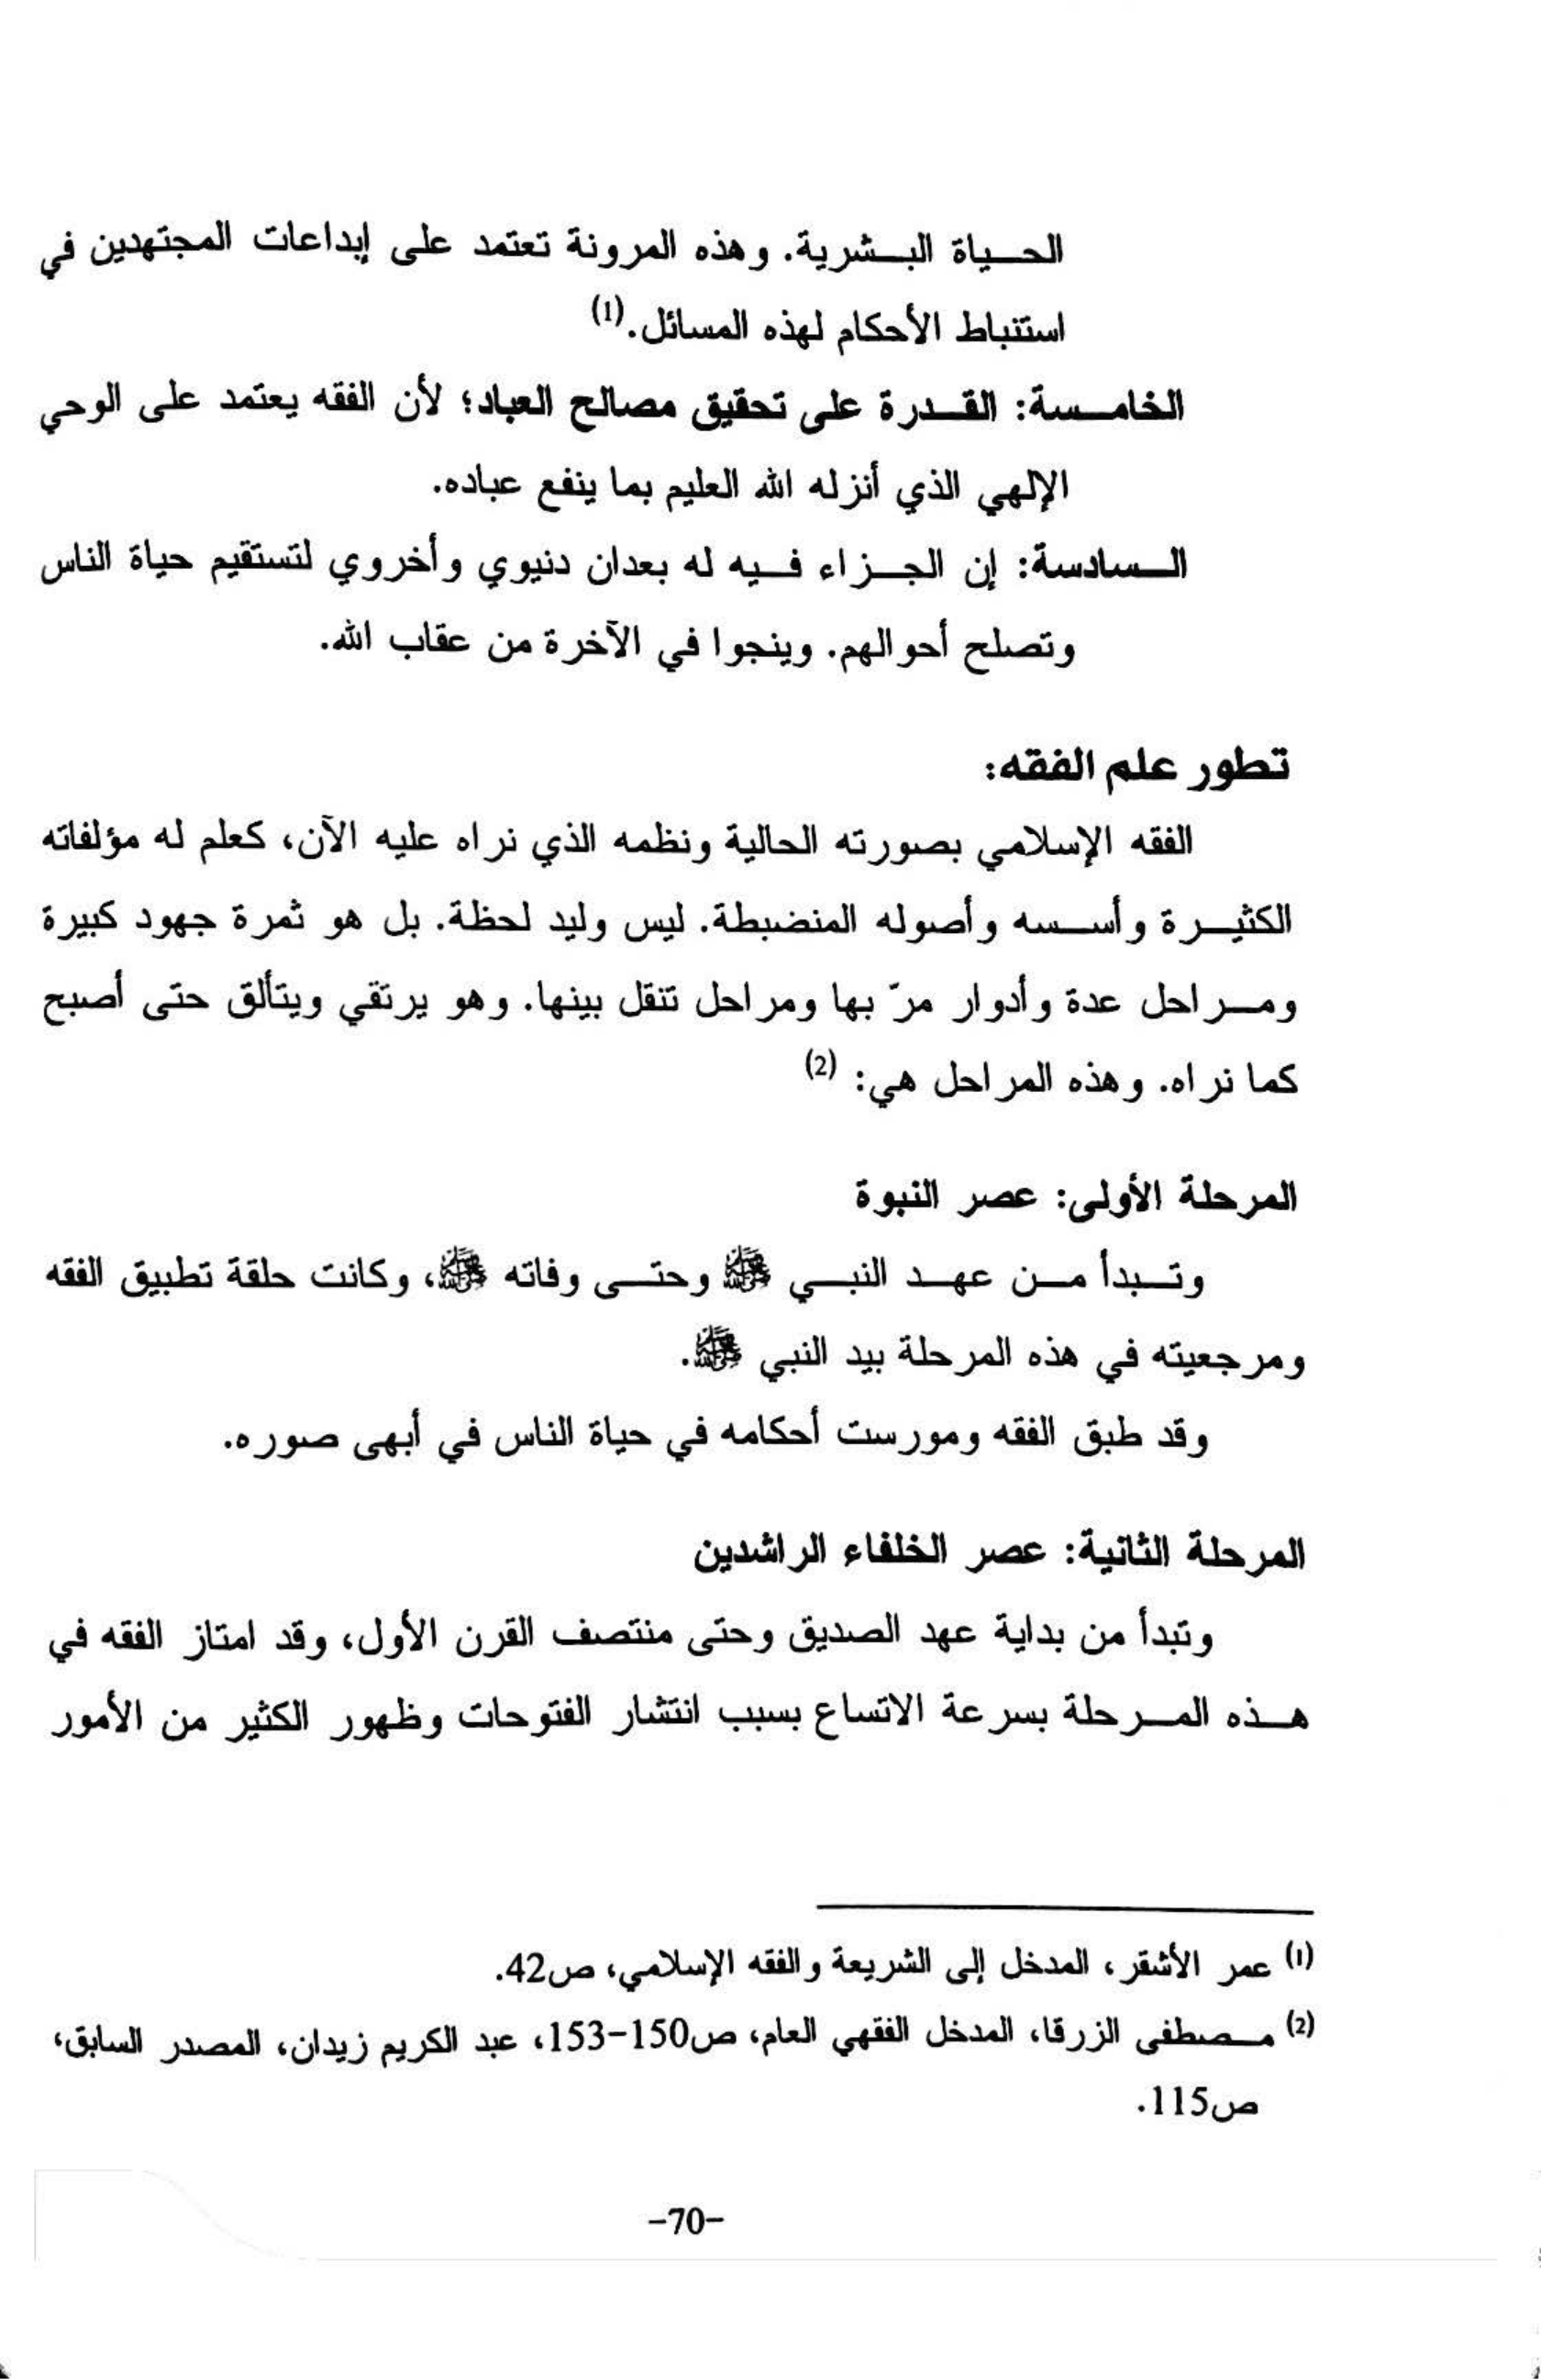 الحياة البشرية. وهذه المرونة تعتمد على إبداعات المجتهدين في
استنباط الأحكام لهذه المسائل.(1)
الخامسة: القدرة على تحقيق مصالح العباد؛ لأن الفقه يعتمد على الوحي
الإلهي الذي أنزله الله العليم بما ينفع عباده.
السادسة: إن الجزاء فيه له بعدان دنيوي وأخروي لتستقيم حياة الناس
وتصلح أحوالهم. وينجوا في الآخرة من عقاب الله.
تطور علم الفقه:
الفقه الإسلامي بصورته الحالية ونظمه الذي نراه عليه الآن، كعلم له مؤلفاته
الكثيرة وأسسه وأصوله المنضبطة. ليس وليد لحظة. بل هو ثمرة جهود كبيرة
ومراحل عدة وأدوار مرّ بها ومراحل تنقل بينها. وهو يرتقي ويتألق حتى أصبح
كما نراه. وهذه المراحل هي: (2)
المرحلة الأولى: عصر النبوة
وتبدأ من عهد النبي ﷺ وحتى وفاته ﷺ، وكانت حلقة تطبيق الفقه
ومرجعيته في هذه المرحلة بيد النبي ﷺ.
وقد طبق الفقه ومورست أحكامه في حياة الناس في أبهى صوره.
المرحلة الثانية: عصر الخلفاء الراشدين
وتبدأ من بداية عهد الصديق وحتى منتصف القرن الأول، وقد امتاز الفقه في
هذه المرحلة بسرعة الاتساع بسبب انتشار الفتوحات وظهور الكثير من الأمور
(1) عمر الأشقر، المدخل إلى الشريعة والفقه الإسلامي، ص42.
(2) مصطفى الزرقا، المدخل الفقهي العام، ص150-153، عبد الكريم زيدان، المصدر السابق،
ص115.
-70-